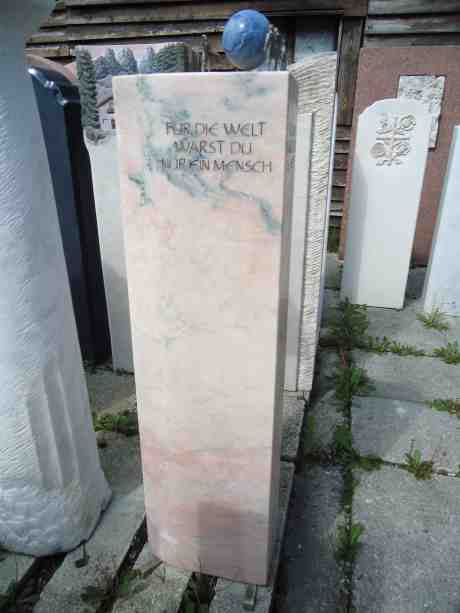 FÜR DIE WELT
WARST DU
NUR EIN MENSCH